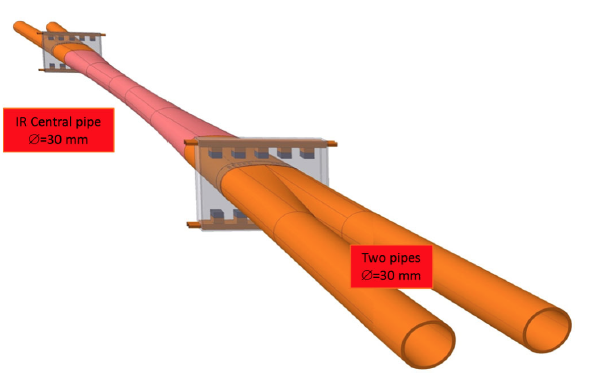 IR Central pipe
∅=30 mm
Two pipes
∅=30 mm